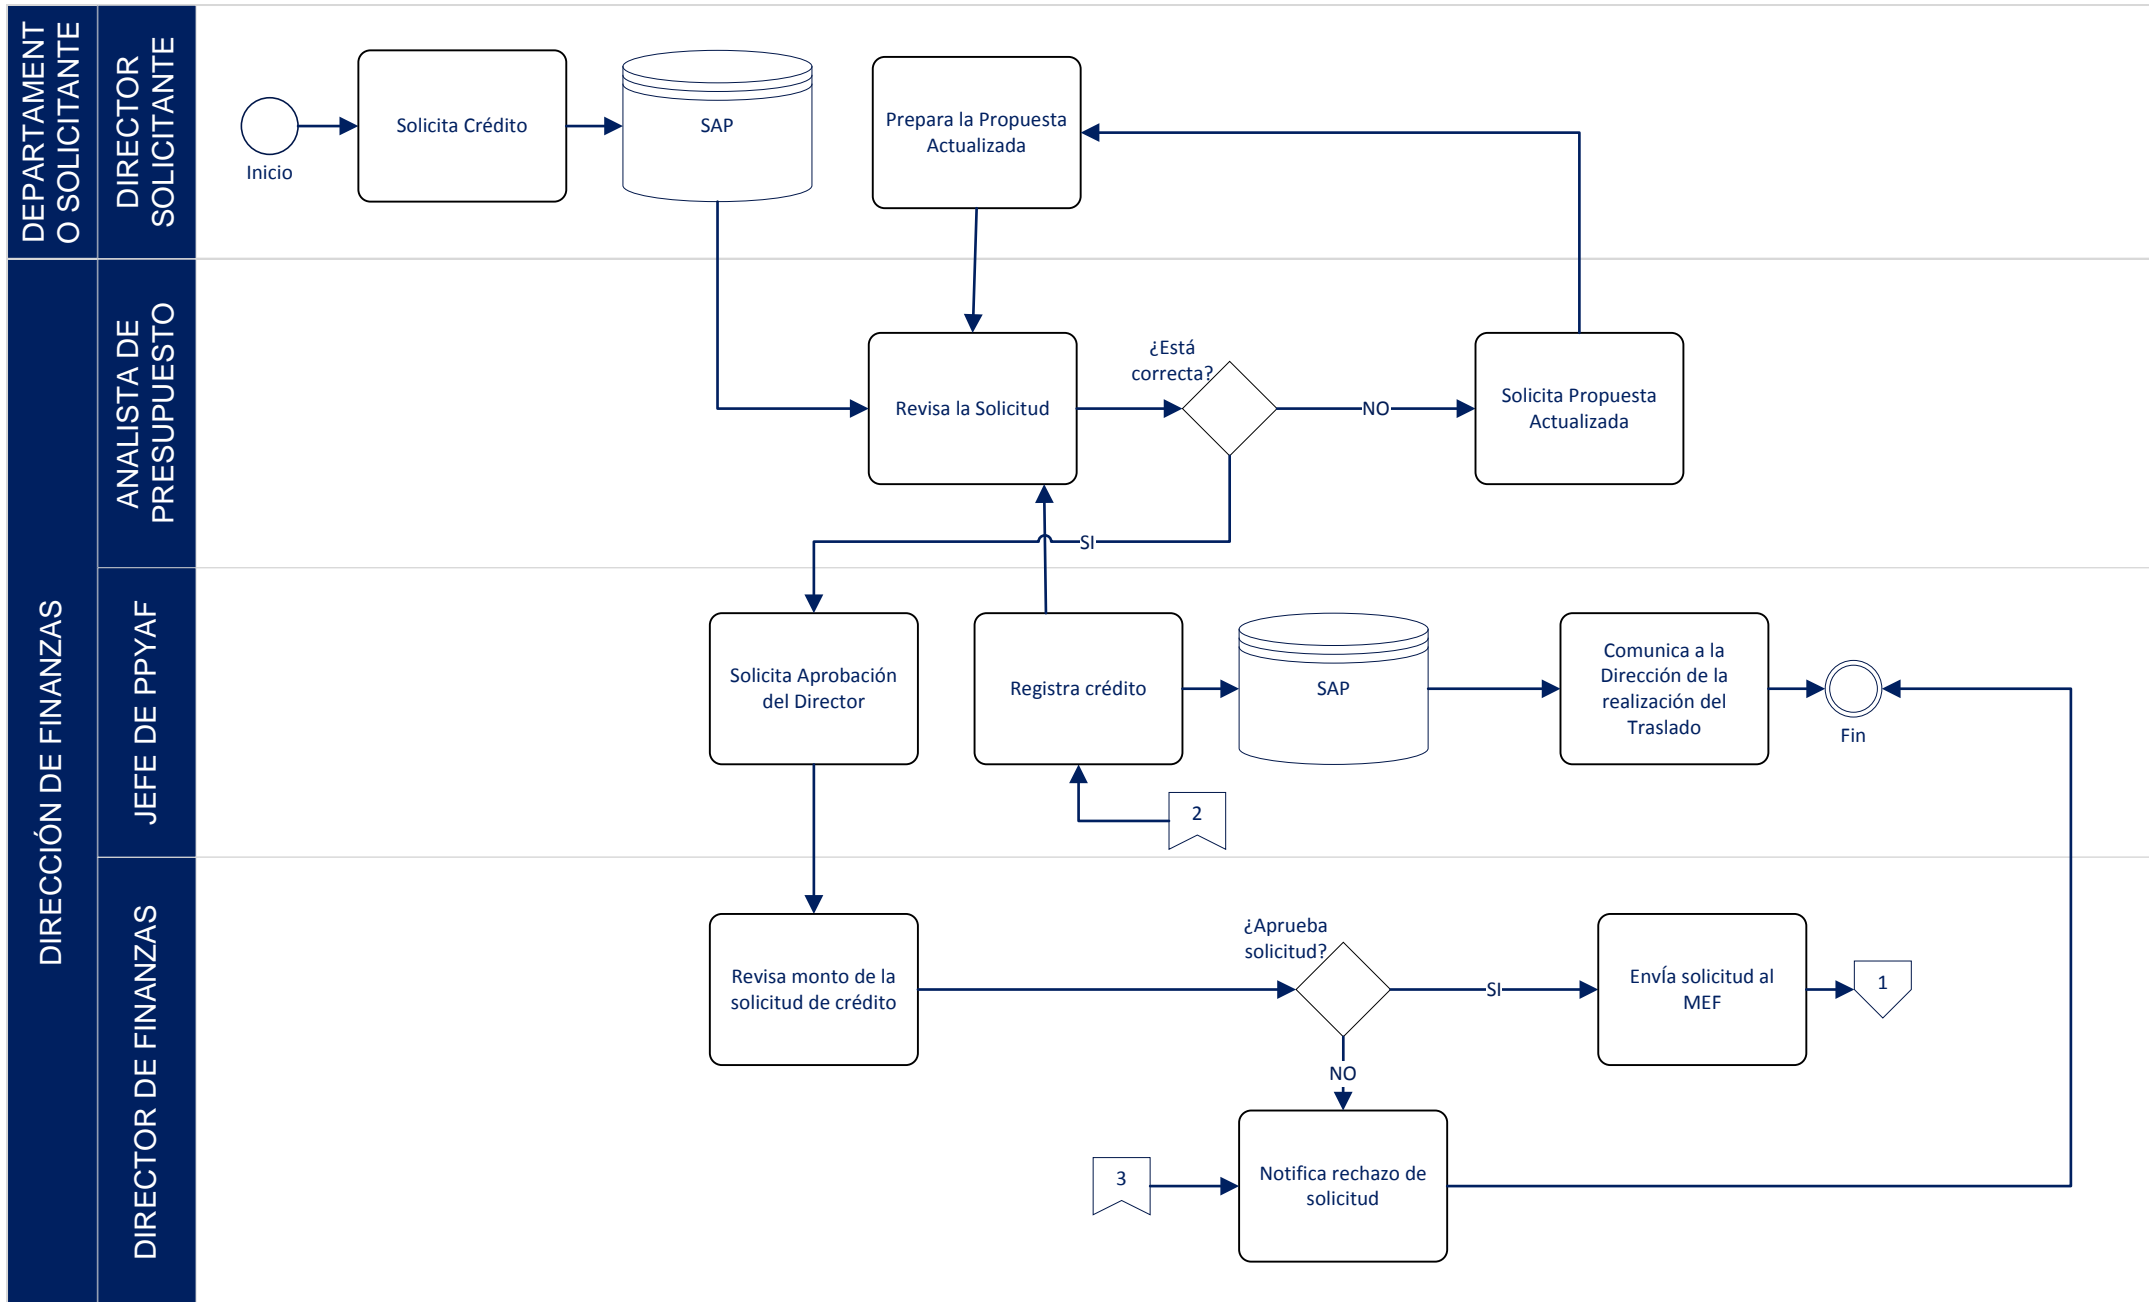 DEPARTAMENT
O SOLICITANTE
DIRECTOR
SOLICITANTE
Inicio
Solicita Crédito
SAP
Prepara la Propuesta
Actualizada
DIRECCIÓN DE FINANZAS
ANALISTA DE
PRESUPUESTO
Revisa la Solicitud
¿Está
correcta?
NO
Solicita Propuesta
Actualizada
SI
JEFE DE PPYAF
Solicita Aprobación
del Director
Registra crédito
SAP
Comunica a la
Dirección de la
realización del
Traslado
Fin
2
DIRECTOR DE FINANZAS
Revisa monto de la
solicitud de crédito
¿Aprueba
solicitud?
SI
Envía solicitud al
MEF
1
NO
3
Notifica rechazo de
solicitud